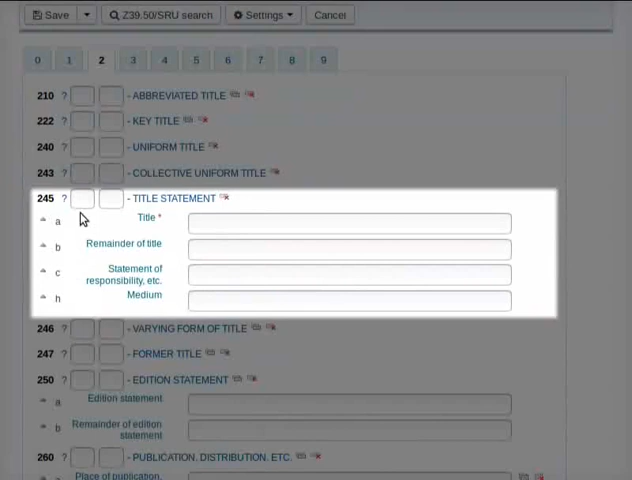 Save Z39.50/SRU search Settings Cancel
0 1 2 3 4 5 6 7 8 9
210 ? - ABBREVIATED TITLE
222 ? - KEY TITLE
240 ? - UNIFORM TITLE
243 ? - COLLECTIVE UNIFORM TITLE
245 ? - TITLE STATEMENT
a Title *
b Remainder of title
c Statement of
responsibility, etc.
h Medium
246 ? - VARYING FORM OF TITLE
247 ? - FORMER TITLE
250 ? - EDITION STATEMENT
a Edition statement
b Remainder of edition
statement
260 ? - PUBLICATION, DISTRIBUTION, ETC.
a Place of publication,